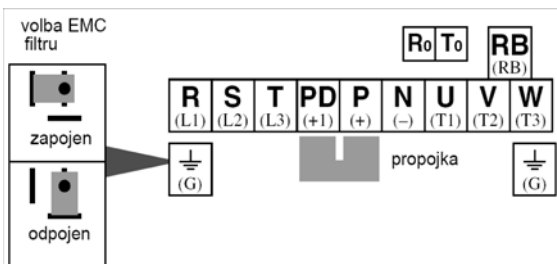 volba EMC
filtru
zapojen
odpojen
R0 T0
RB
(RB)
R S T PD P N U V W
(L1) (L2) (L3) (+1) (+) (–) (T1) (T2) (T3)
(G)
propojka
(G)